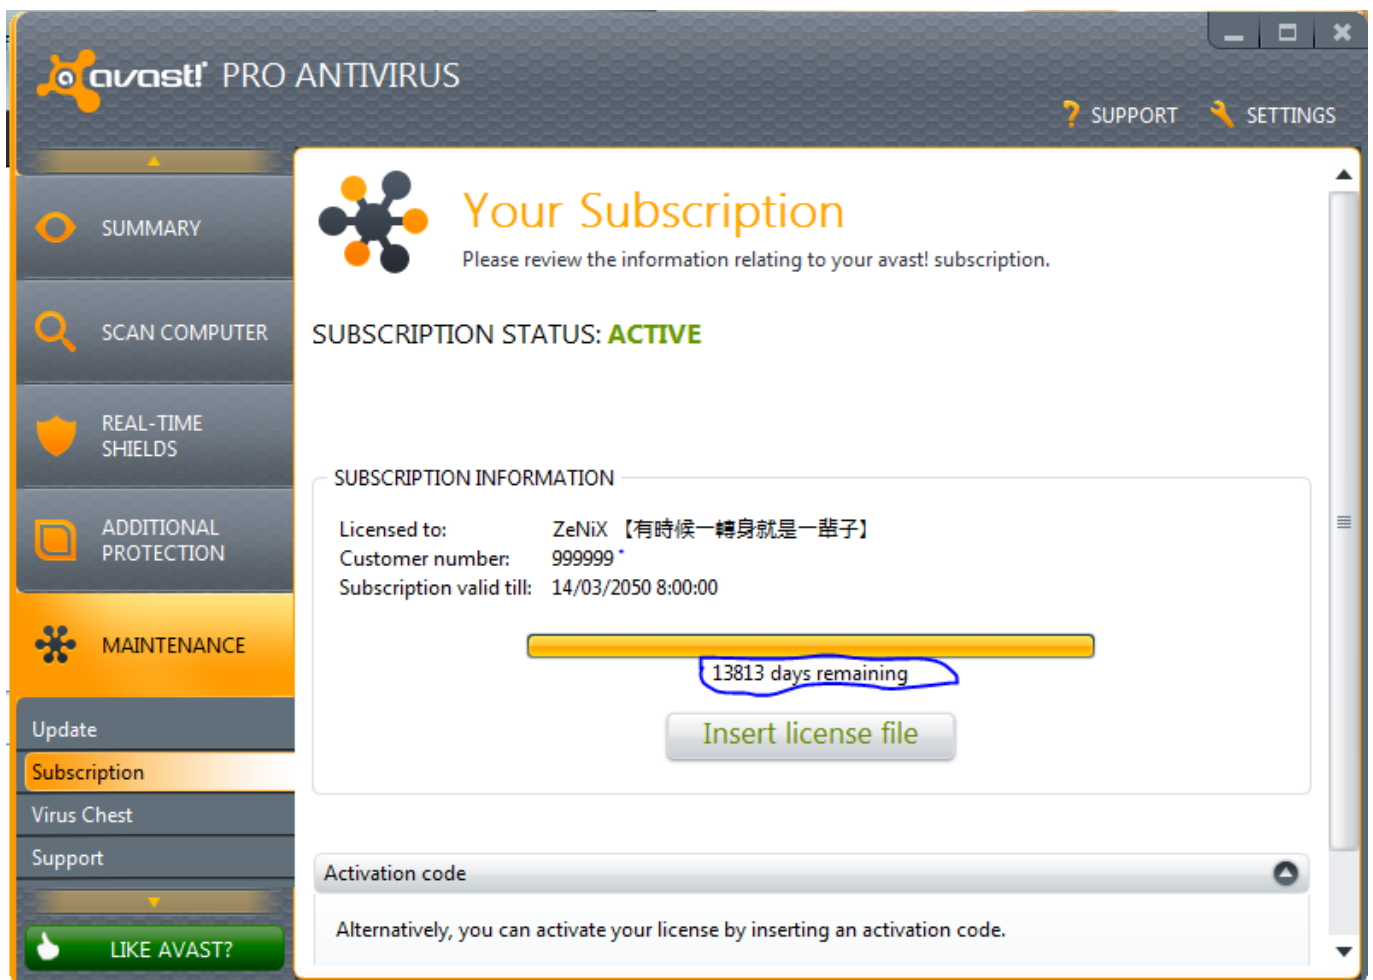 avast! PRO ANTIVIRUS
SUPPORT
SETTINGS
SUMMARY
SCAN COMPUTER
REAL-TIME
SHIELDS
ADDITIONAL
PROTECTION
MAINTENANCE
Update
Subscription
Virus Chest
Support
LIKE AVAST?
Your Subscription
Please review the information relating to your avast! subscription.
SUBSCRIPTION STATUS: ACTIVE
SUBSCRIPTION INFORMATION
Licensed to: ZeNiX 【有時候一轉身就是一輩子】
Customer number: 999999
Subscription valid till: 14/03/2050 8:00:00
13813 days remaining
Insert license file
Activation code
Alternatively, you can activate your license by inserting an activation code.